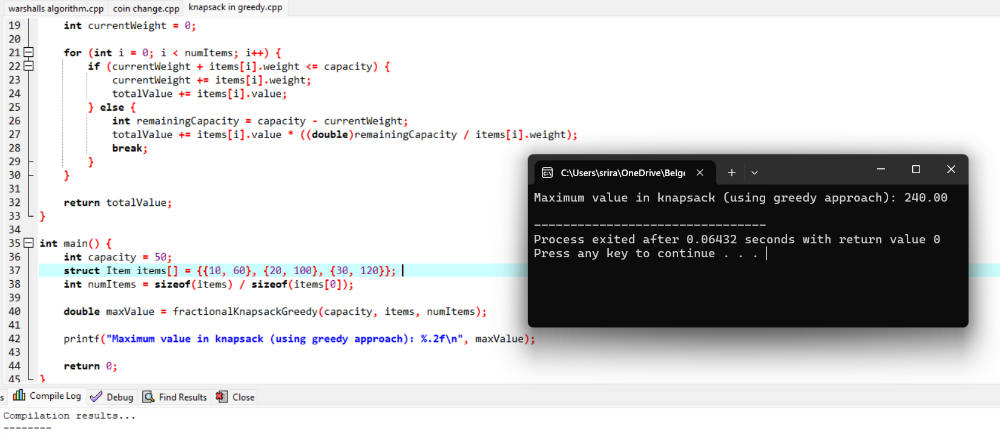 warshalls algorithm.cpp coin change.cpp knapsack in greedy.cpp
19 int currentWeight = 0;
20
21 for (int i = 0; i < numItems; i++) {
22 if (currentWeight + items[i].weight <= capacity) {
23 currentWeight += items[i].weight;
24 totalValue += items[i].value;
25 } else {
26 int remainingCapacity = capacity - currentWeight;
27 totalValue += items[i].value * ((double)remainingCapacity / items[i].weight);
28 break;
29 }
30 }
31
32 return totalValue;
33 }
34
35 int main() {
36 int capacity = 50;
37 struct Item items[] = {{10, 60}, {20, 100}, {30, 120}};
38 int numItems = sizeof(items) / sizeof(items[0]);
39
40 double maxValue = fractionalKnapsackGreedy(capacity, items, numItems);
41
42 printf("Maximum value in knapsack (using greedy approach): %.2f\n", maxValue);
43
44 return 0;
45 }
C:\Users\srira\OneDrive\Belge
Maximum value in knapsack (using greedy approach): 240.00
--------------------------------
Process exited after 0.06432 seconds with return value 0
Press any key to continue . . .
s Compile Log Debug Find Results Close
Compilation results...
--------